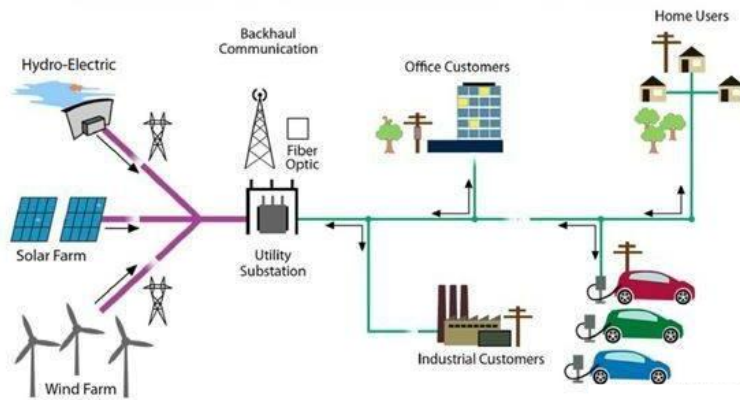 Hydro-Electric
Backhaul
Communication
Fiber
Optic
Office Customers
Home Users
Solar Farm
Utility
Substation
Industrial Customers
Wind Farm